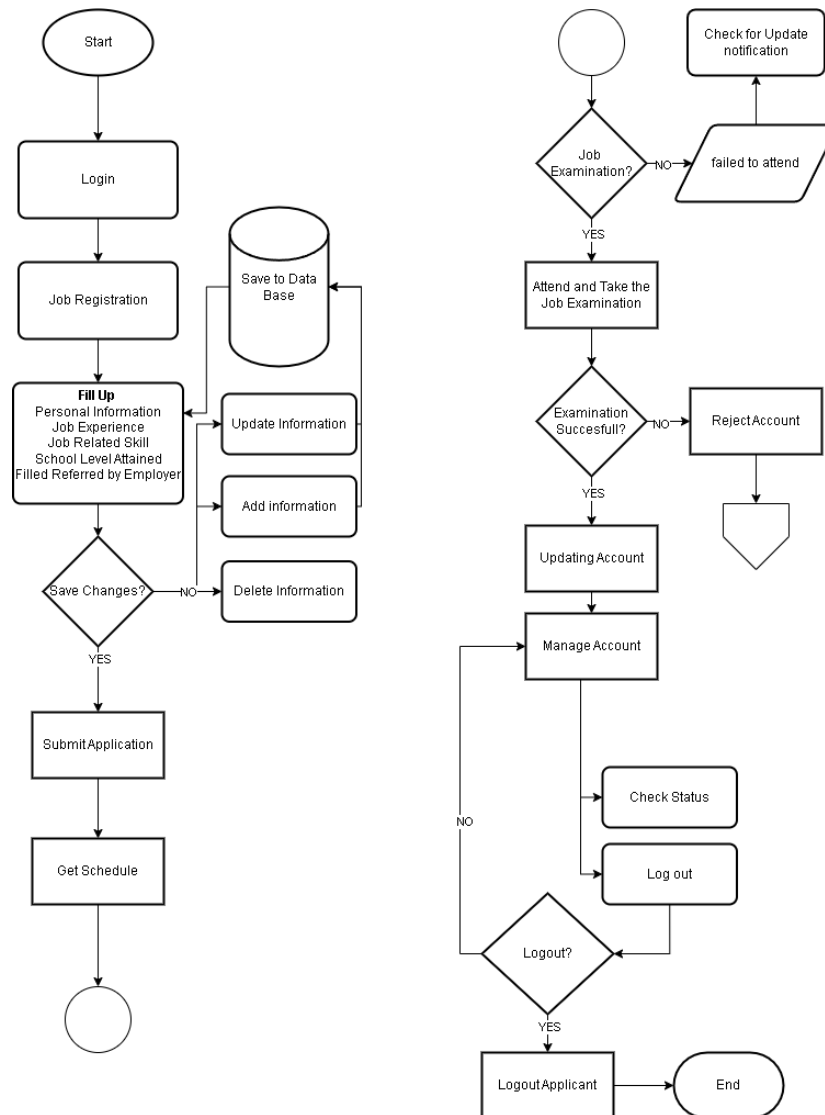 Start
Login
Job Registration
Fill Up
Personal Information
Job Experience
Job Related Skill
School Level Attained
Filled Referred by Employer
Save to Data
Base
Update Information
Add information
Delete Information
Save Changes?
NO
YES
Submit Application
Get Schedule
Check for Update
notification
Job
Examination?
NO
failed to attend
YES
Attend and Take the
Job Examination
Examination
Succesfull?
NO
Reject Account
YES
Updating Account
Manage Account
Check Status
NO
Log out
Logout?
YES
Logout Applicant
End